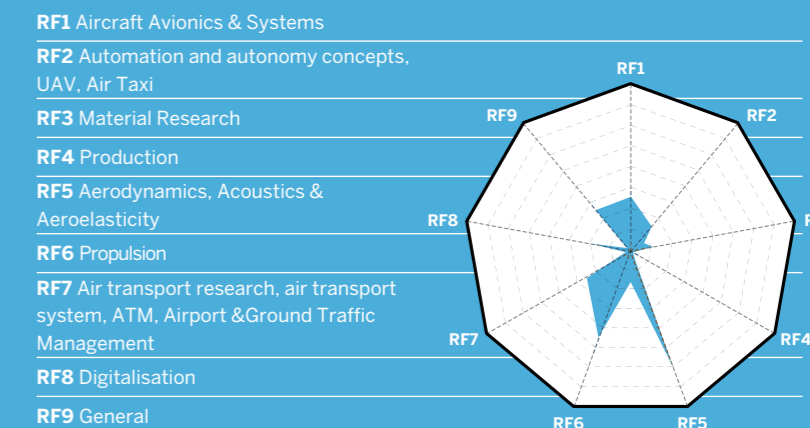 RF1 Aircraft Avionics & Systems
RF2 Automation and autonomy concepts,
UAV, Air Taxi
RF3 Material Research
RF4 Production
RF5 Aerodynamics, Acoustics &
Aeroelasticity
RF6 Propulsion
RF7 Air transport research, air transport
system, ATM, Airport &Ground Traffic
Management
RF8 Digitalisation
RF9 General
RF1
RF9
RF2
RF8
RF7
RF4
RF6
RF5